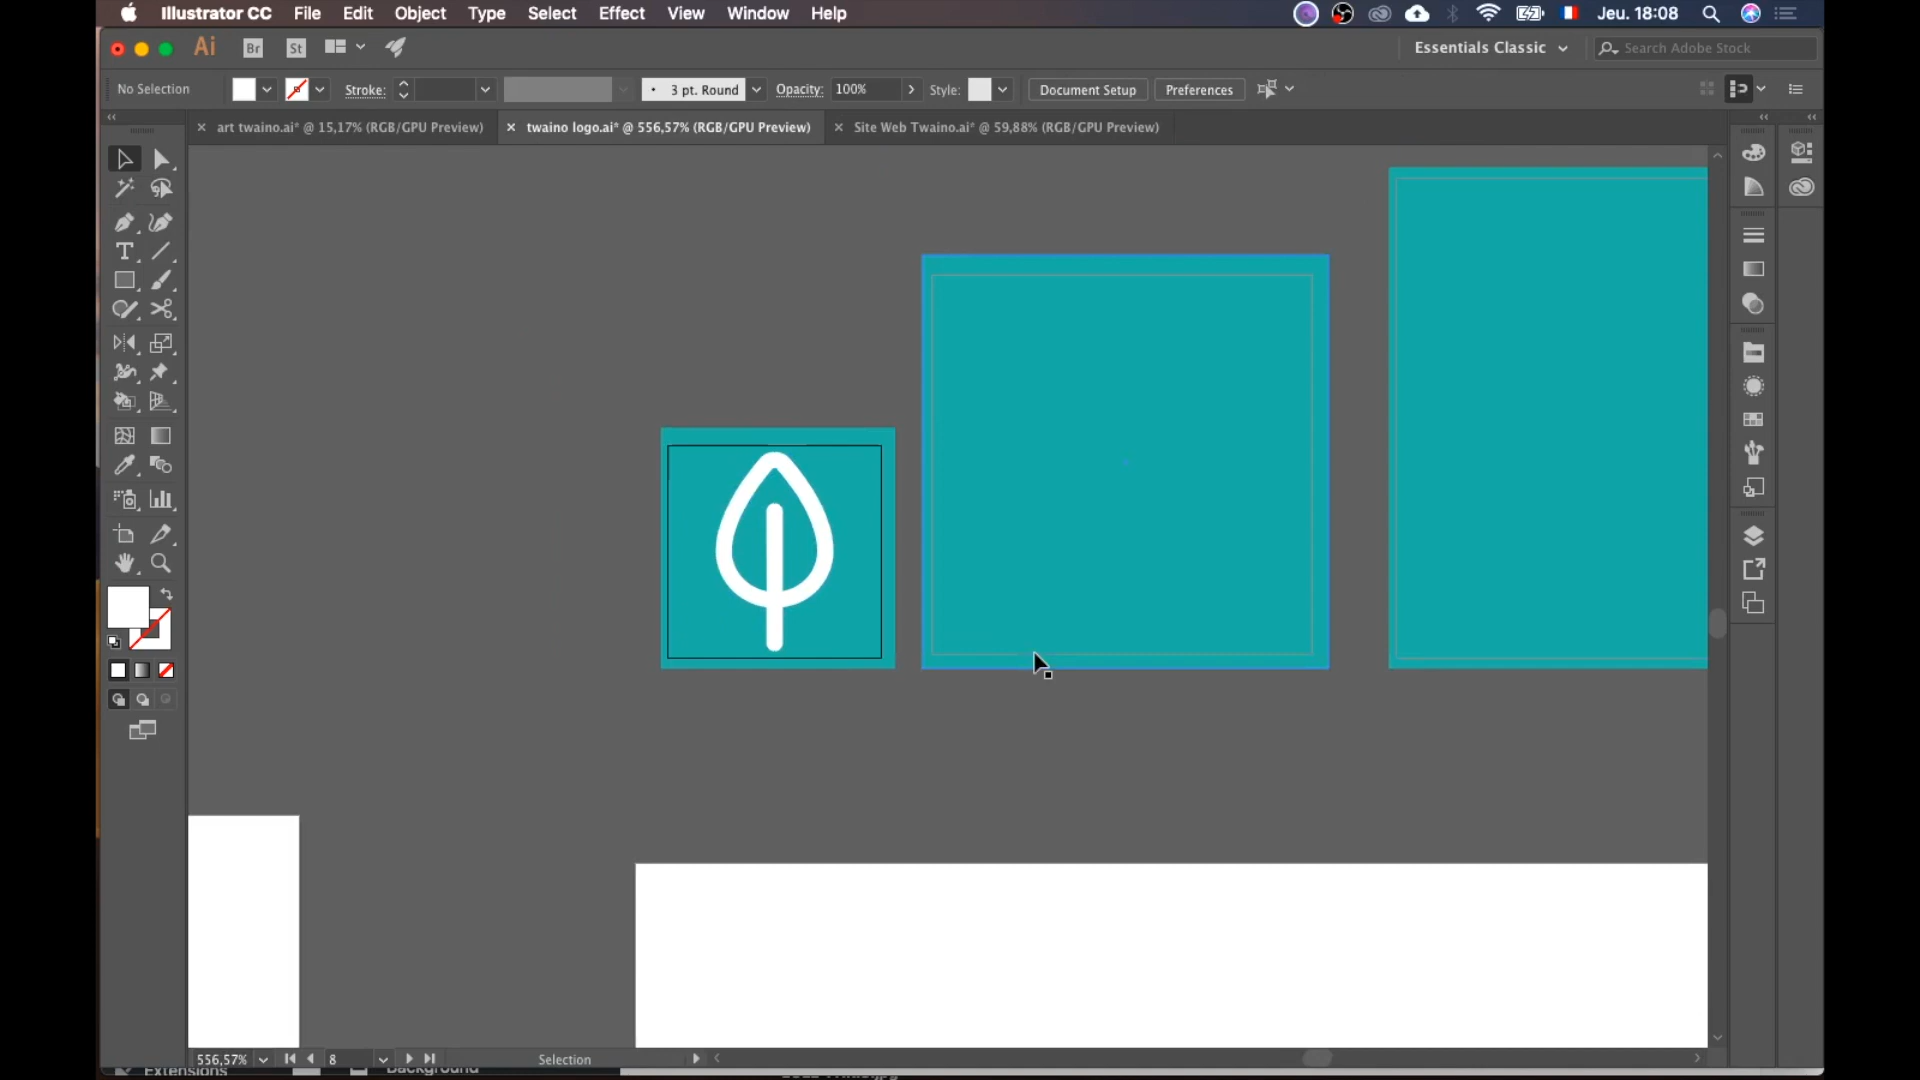 Illustrator CC File Edit Object Type Select Effect View Window Help Jeu. 18:08
Ai Br St Essentials Classic Search Adobe Stock
No Selection Stroke: 3 pt. Round Opacity: 100% Style: Document Setup Preferences
art twaino.ai* @ 15,17% (RGB/GPU Preview) twaino logo.ai* @ 556,57% (RGB/GPU Preview) Site Web Twaino.ai* @ 59,88% (RGB/GPU Preview)
556,57% 8 Selection
Extensions Background